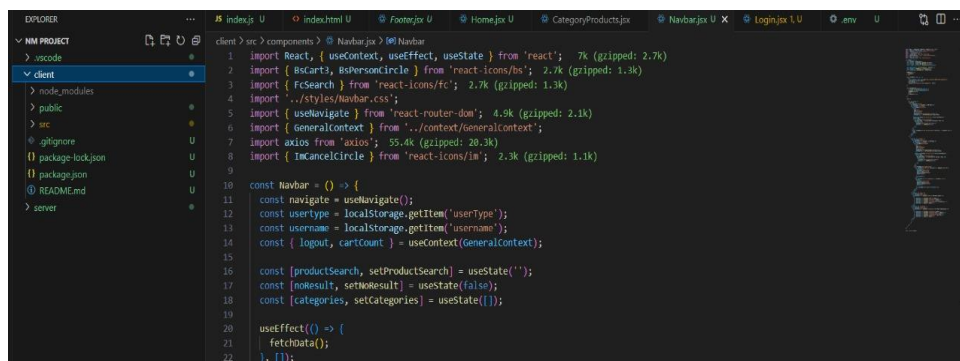 EXPLORER
NM PROJECT
.vscode
client
node_modules
public
src
.gitignore U
package-lock.json U
package.json U
README.md U
server
index.js U index.html U Footer.jsx U Home.jsx U CategoryProducts.jsx Navbar.jsx U Login.jsx 1, U .env U
client > src > components > Navbar.jsx > Navbar
1 import React, { useContext, useEffect, useState } from 'react'; 7k (gzipped: 2.7k)
2 import { BsCart3, BsPersonCircle } from 'react-icons/bs'; 2.7k (gzipped: 1.3k)
3 import { FcSearch } from 'react-icons/fc'; 2.7k (gzipped: 1.3k)
4 import '../styles/Navbar.css';
5 import { useNavigate } from 'react-router-dom'; 4.9k (gzipped: 2.1k)
6 import { GeneralContext } from '../context/GeneralContext';
7 import axios from 'axios'; 55.4k (gzipped: 20.3k)
8 import { ImCancelCircle } from 'react-icons/im'; 2.3k (gzipped: 1.1k)
9
10 const Navbar = () => {
11 const navigate = useNavigate();
12 const usertype = localStorage.getItem('userType');
13 const username = localStorage.getItem('username');
14 const { logout, cartCount } = useContext(GeneralContext);
15
16 const [productSearch, setProductSearch] = useState('');
17 const [noResult, setNoResult] = useState(false);
18 const [categories, setCategories] = useState([]);
19
20 useEffect(() => {
21 fetchData();
22 }, []);